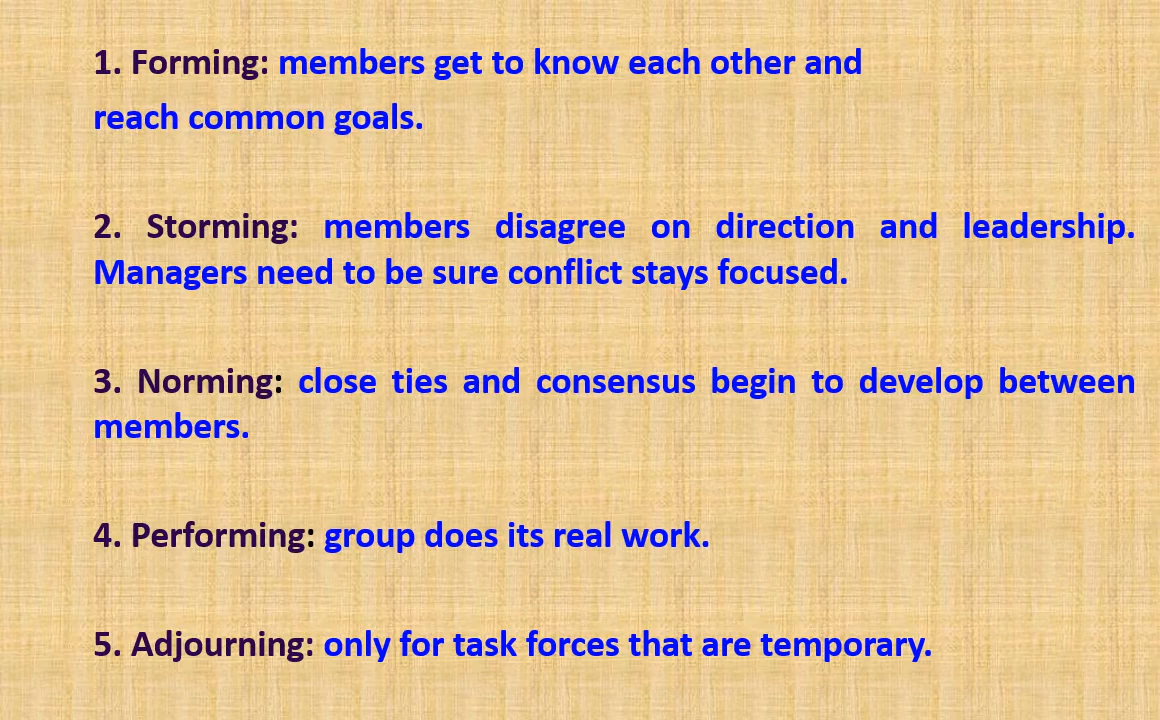 1. Forming: members get to know each other and
reach common goals.
2. Storming: members disagree on direction and leadership.
Managers need to be sure conflict stays focused.
3. Norming: close ties and consensus begin to develop between
members.
4. Performing: group does its real work.
5. Adjourning: only for task forces that are temporary.